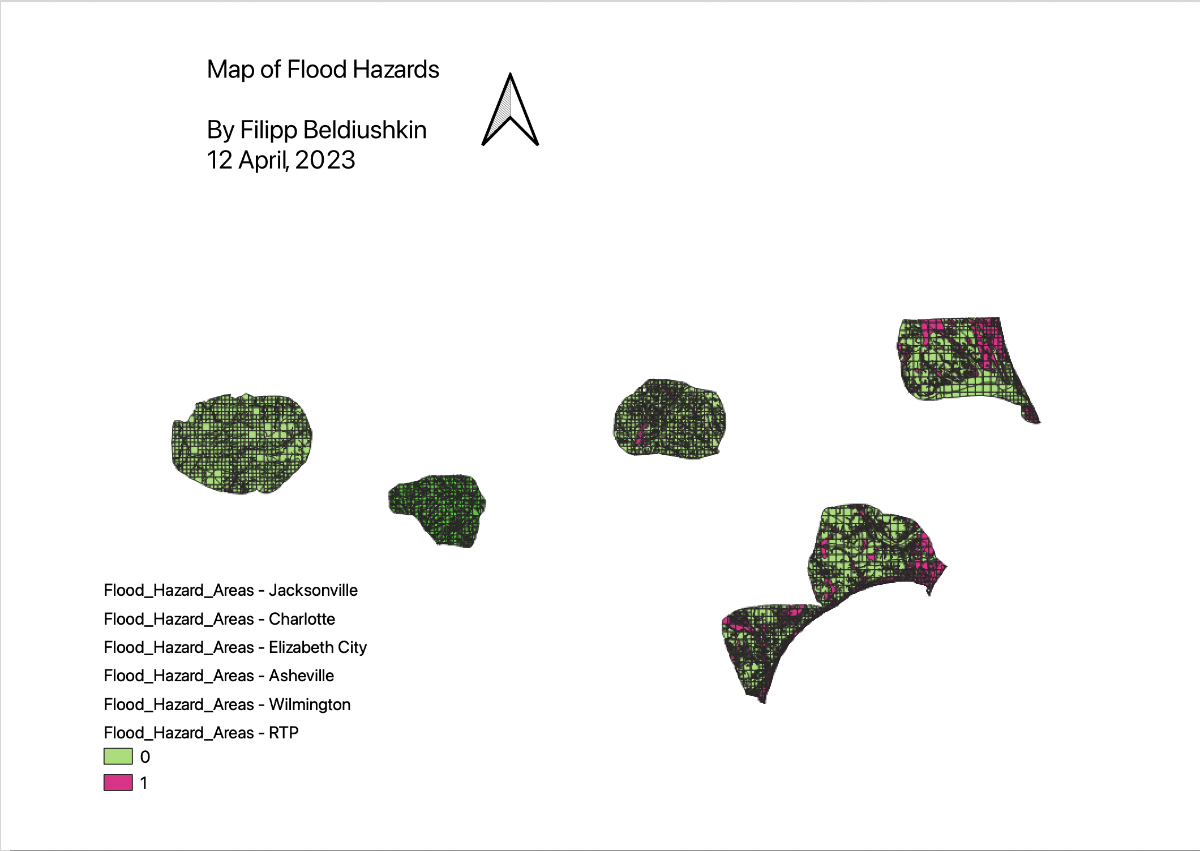 Map of Flood Hazards
By Filipp Beldiushkin
12 April, 2023
Flood_Hazard_Areas - Jacksonville
Flood_Hazard_Areas - Charlotte
Flood_Hazard_Areas - Elizabeth City
Flood_Hazard_Areas - Asheville
Flood_Hazard_Areas - Wilmington
Flood_Hazard_Areas - RTP
0
1